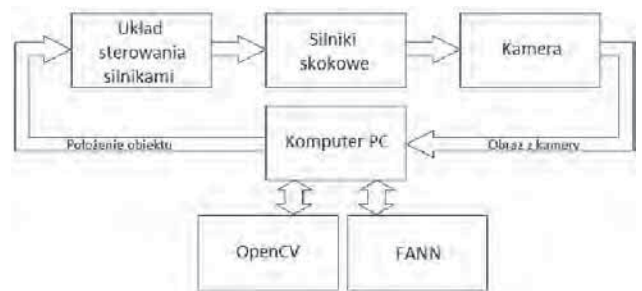 Układ
sterowania
silnikami
Silniki
skokowe
Kamera
Położenie obiektu
Komputer PC
Obraz z kamery
OpenCV
FANN